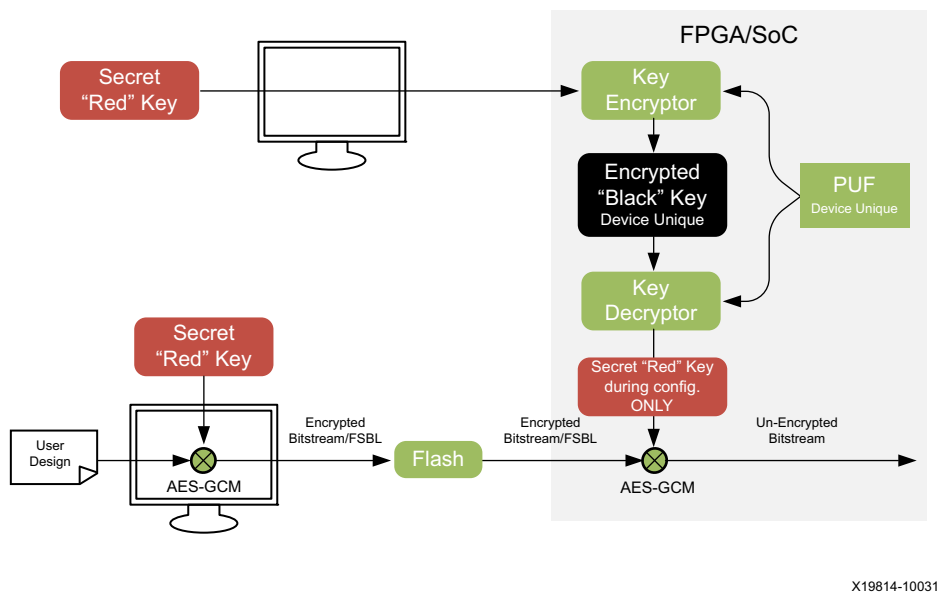 FPGA/SoC
Secret
“Red” Key
Key
Encryptor
Encrypted
“Black” Key
Device Unique
PUF
Device Unique
Key
Decryptor
Secret
“Red” Key
Secret “Red” Key
during config.
ONLY
User
Design
AES-GCM
Encrypted
Bitstream/FSBL
Flash
Encrypted
Bitstream/FSBL
AES-GCM
Un-Encrypted
Bitstream
X19814-10031